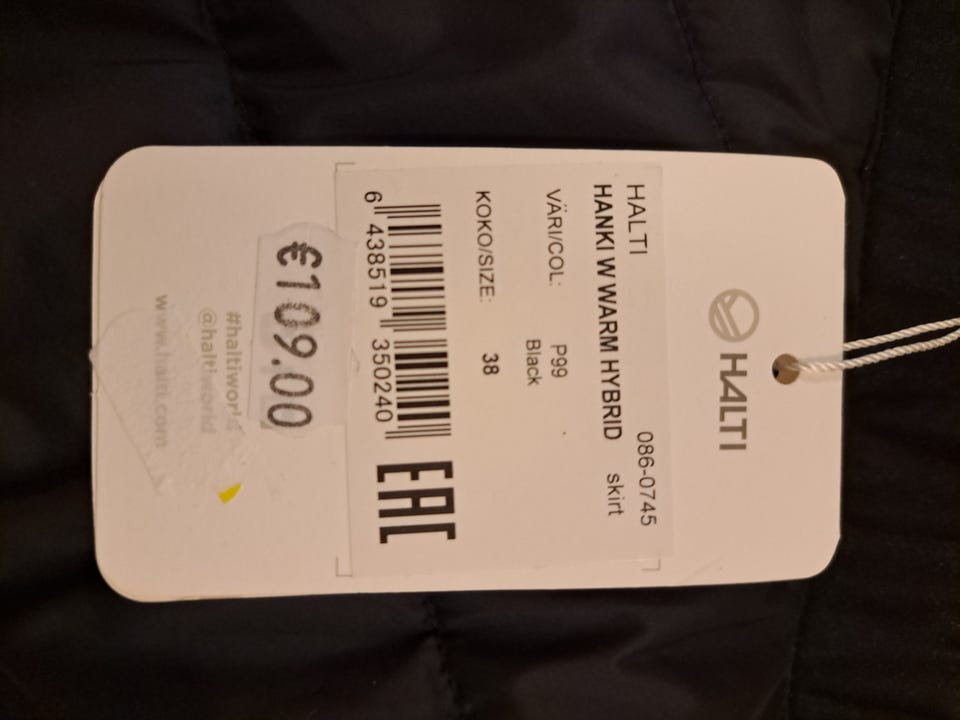 HALTI
HALTI 086-0745
HANKI W WARM HYBRID skirt
VÄRI/COL: P99
Black
KOKO/SIZE: 38
6 438519 350240
EAC
€109.00
#haltiworld
@haltiworld
www.halti.com